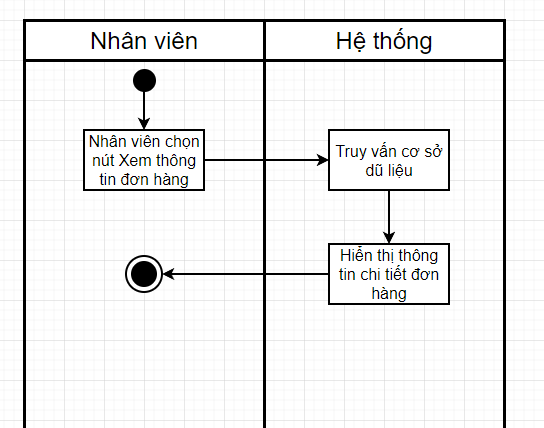 Nhân viên
Hệ thống
Nhân viên chọn
nút Xem thông
tin đơn hàng
Truy vấn cơ sở
dũ liệu
Hiển thị thông
tin chi tiết đơn
hàng